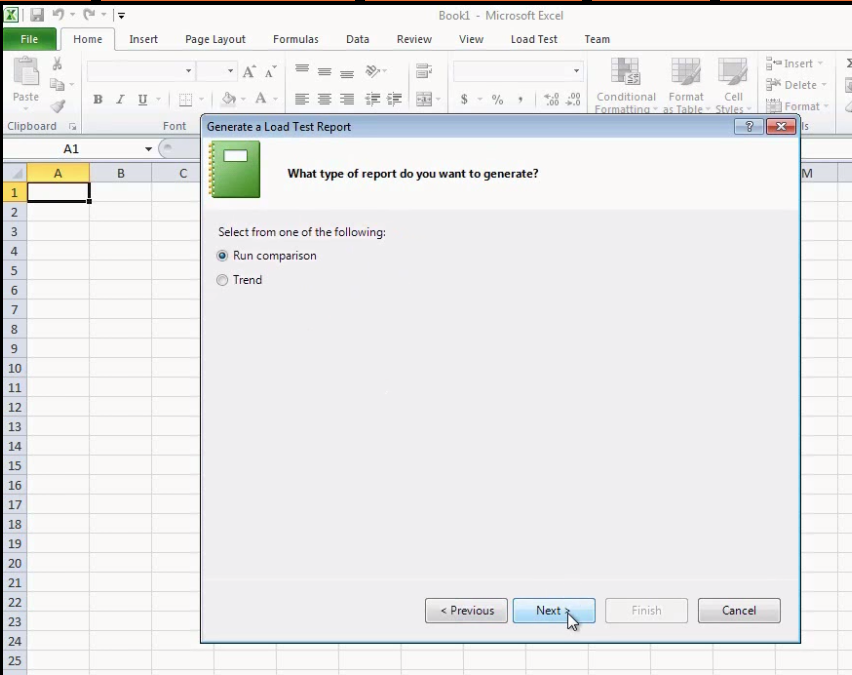 Book1 - Microsoft Excel
File Home Insert Page Layout Formulas Data Review View Load Test Team
Paste
B I U A A A $ % , .00 .00
Conditional Formatting
Format as Table
Cell Styles
Insert
Delete
Format
Clipboard Font
A1
A B C M
1
2
3
4
5
6
7
8
9
10
11
12
13
14
15
16
17
18
19
20
21
22
23
24
25
Generate a Load Test Report
What type of report do you want to generate?
Select from one of the following:
Run comparison
Trend
< Previous Next > Finish Cancel